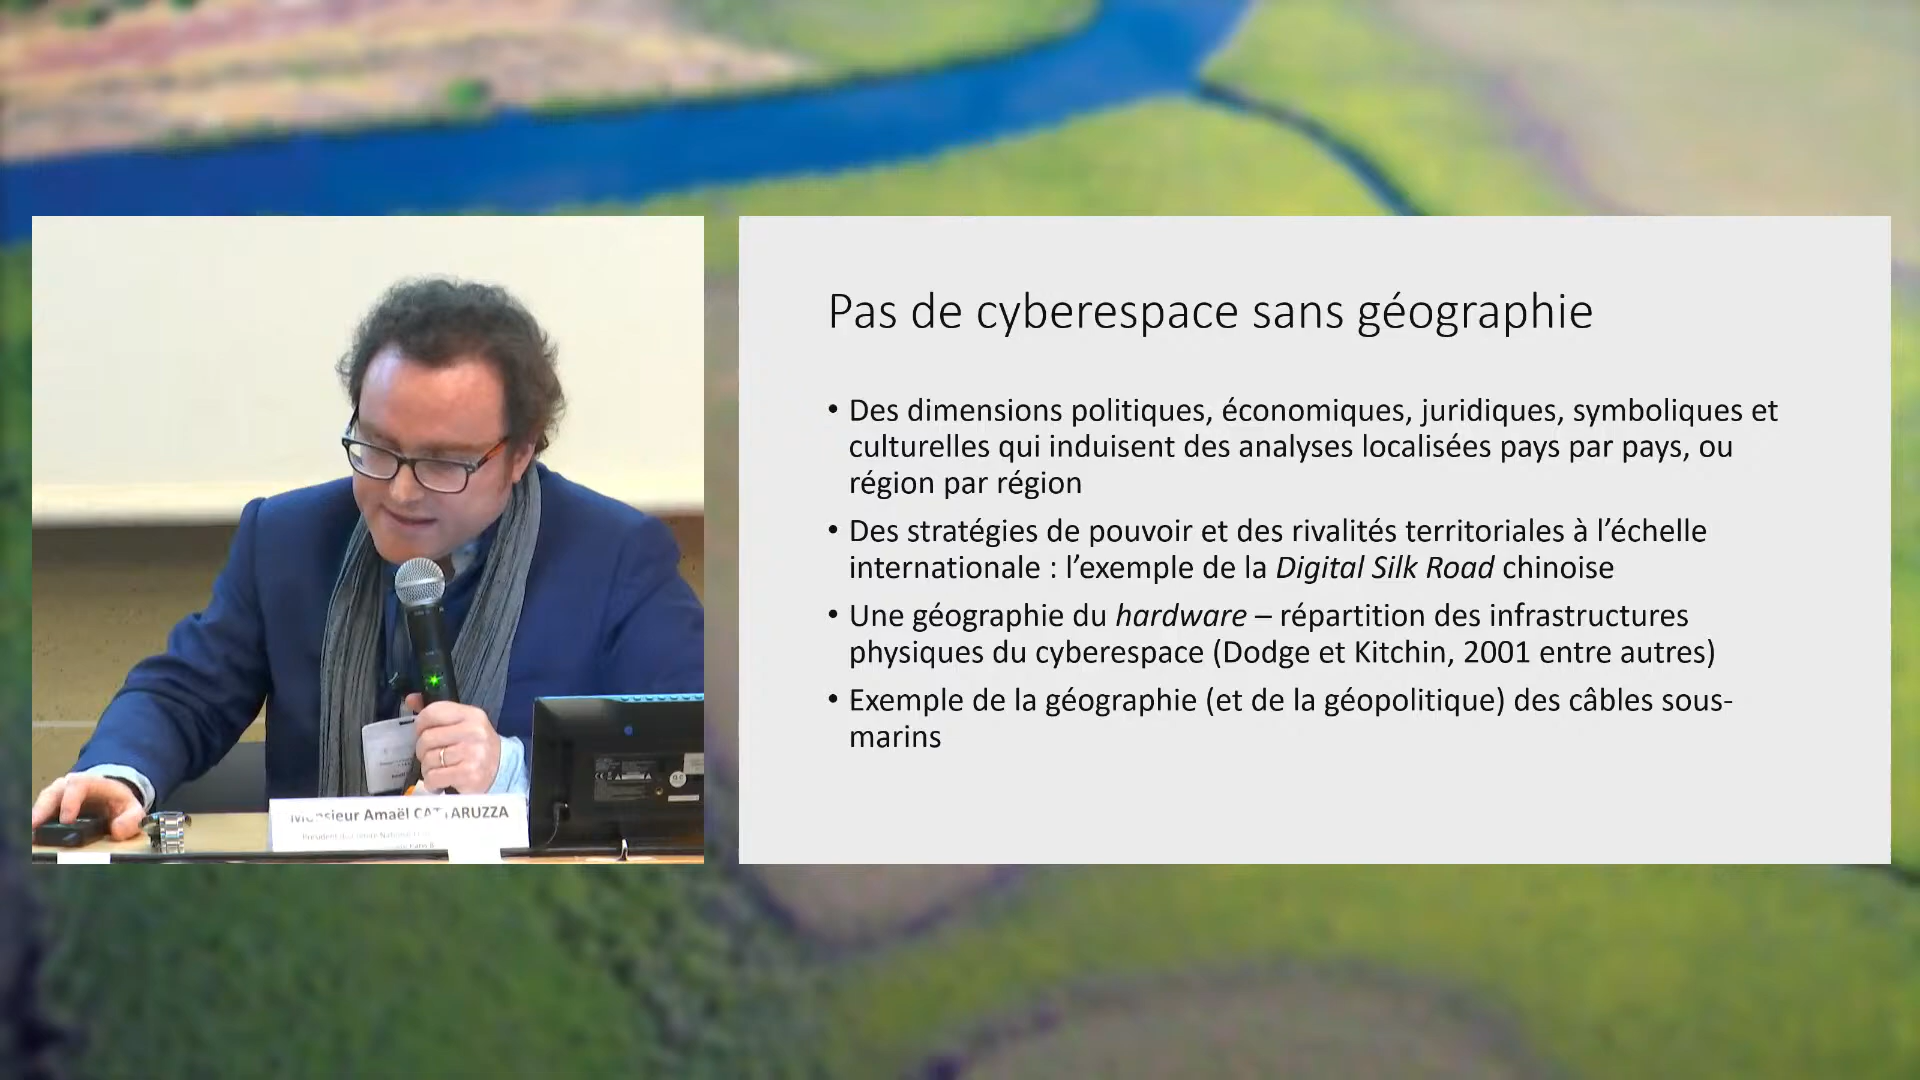 Pas de cyberespace sans géographie
• Des dimensions politiques, économiques, juridiques, symboliques et
culturelles qui induisent des analyses localisées pays par pays, ou
région par région
• Des stratégies de pouvoir et des rivalités territoriales à l’échelle
internationale : l’exemple de la Digital Silk Road chinoise
• Une géographie du hardware – répartition des infrastructures
physiques du cyberespace (Dodge et Kitchin, 2001 entre autres)
• Exemple de la géographie (et de la géopolitique) des câbles sous-
marins
Monsieur Amaël CATTARUZZA